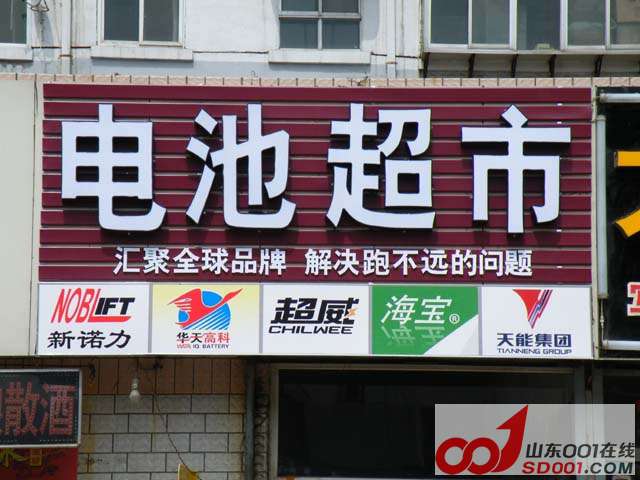 电池超市
汇聚全球品牌 解决跑不远的问题
NOBLIFT
新诺力
华天高科
超威
CHILWEE
海宝®
天能集团
TIANNENG GROUP
散酒
山东001在线
SD001.COM